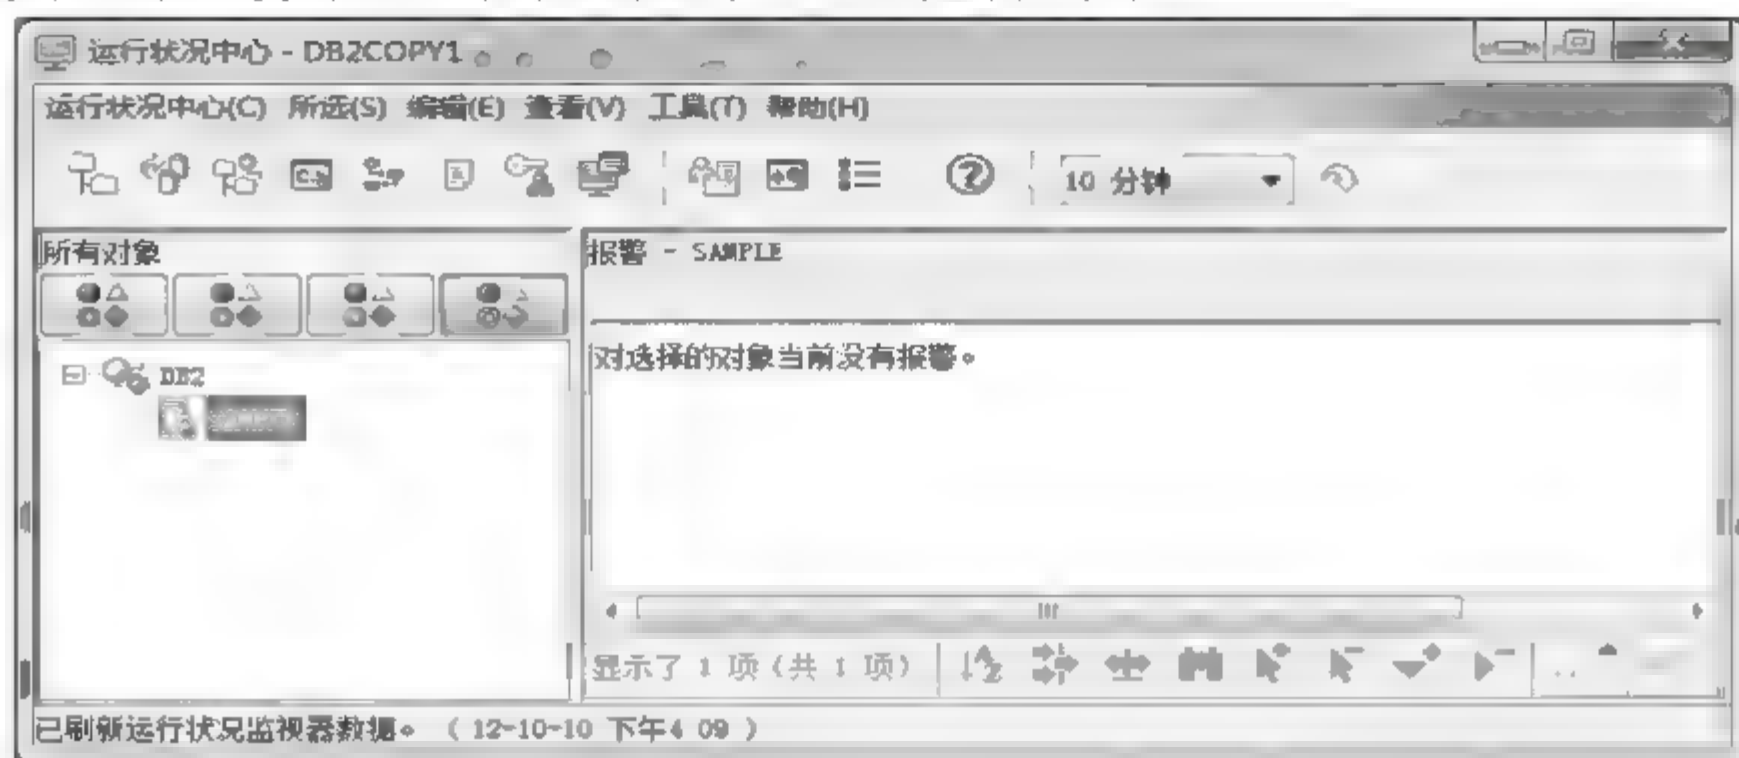 运行状况中心 - DB2COPY1
运行状况中心(C) 所选(S) 编辑(E) 查看(V) 工具(T) 帮助(H)
10 分钟
所有对象
报警 - SAMPLE
对选择的对象当前没有报警。
DB2
显示了 1 项 (共 1 项)
已刷新运行状况监视器数据。 ( 12-10-10 下午4 09 )